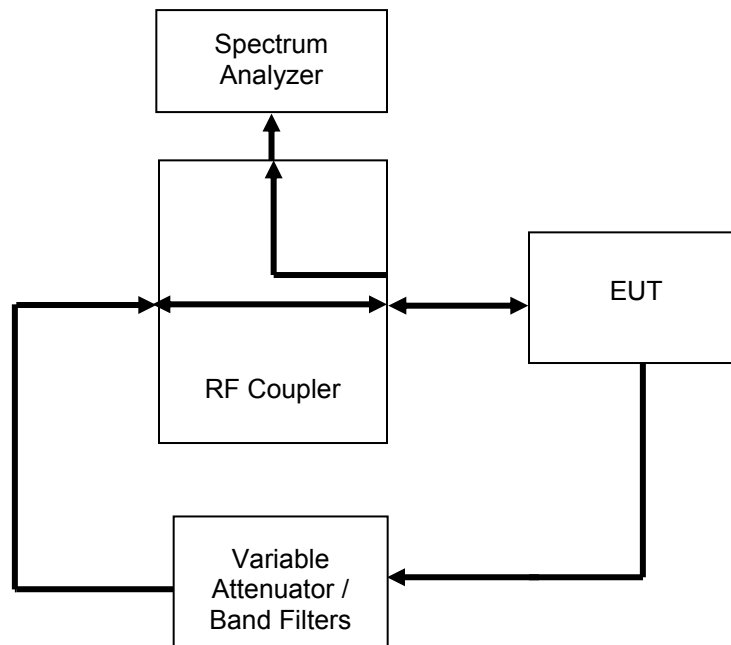 Spectrum
Analyzer
EUT
RF Coupler
Variable
Attenuator /
Band Filters